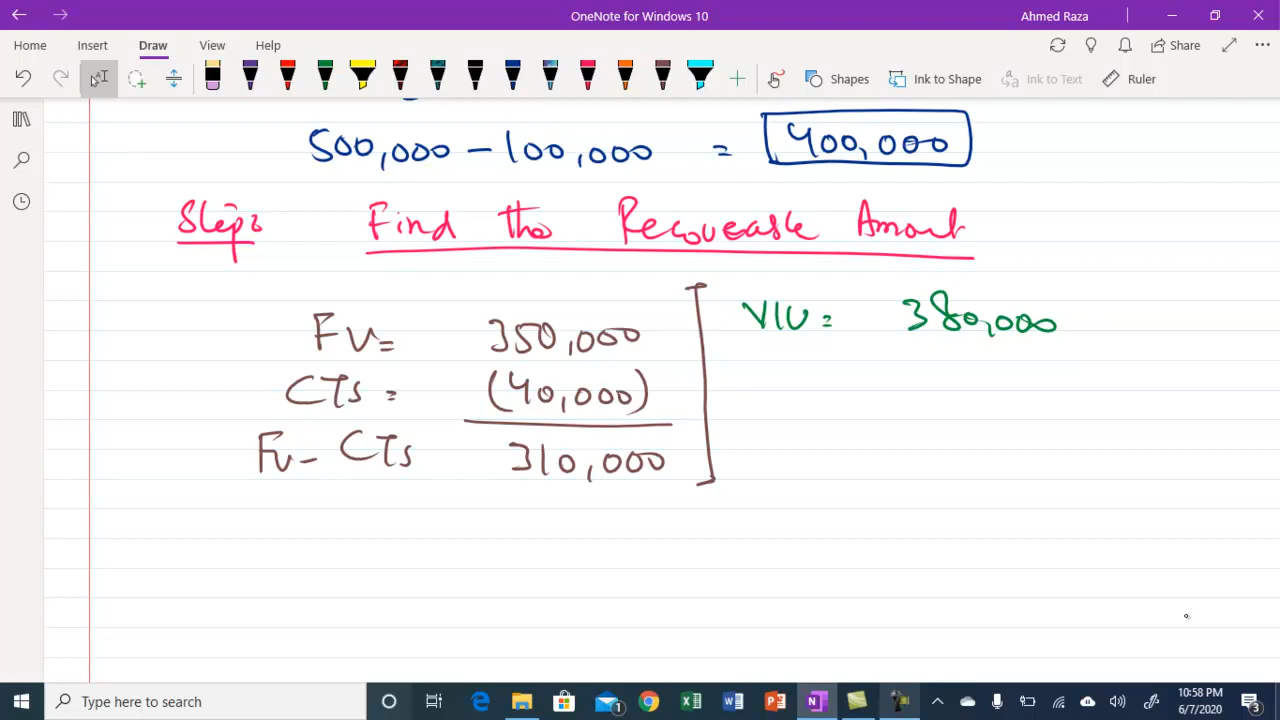 OneNote for Windows 10
Ahmed Raza
Home Insert Draw View Help
Share
Shapes Ink to Shape Ink to Text Ruler
500,000 - 100,000 = 400,000
Step: Find the Recoverable Amount
FV= 350,000
VIU = 380,000
CTS = (40,000)
FV - CTS 310,000
Type here to search
1
10:58 PM
6/7/2020
3